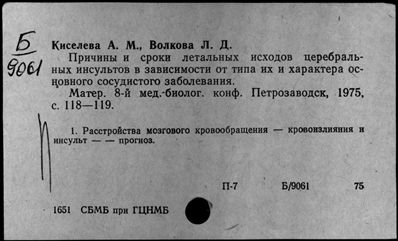 Б
9061
Киселева А. М., Волкова Л. Д.
Причины и сроки летальных исходов церебраль-
ных инсультов в зависимости от типа их и характера ос-
новного сосудистого заболевания.
Матер. 8-й мед.-биолог. конф. Петрозаводск, 1975,
с. 118—119.
1. Расстройства мозгового кровообращения — кровоизлияния и
инсульт — — прогноз.
П-7 Б/9061 75
1651 СБМБ при ГЦНМБ